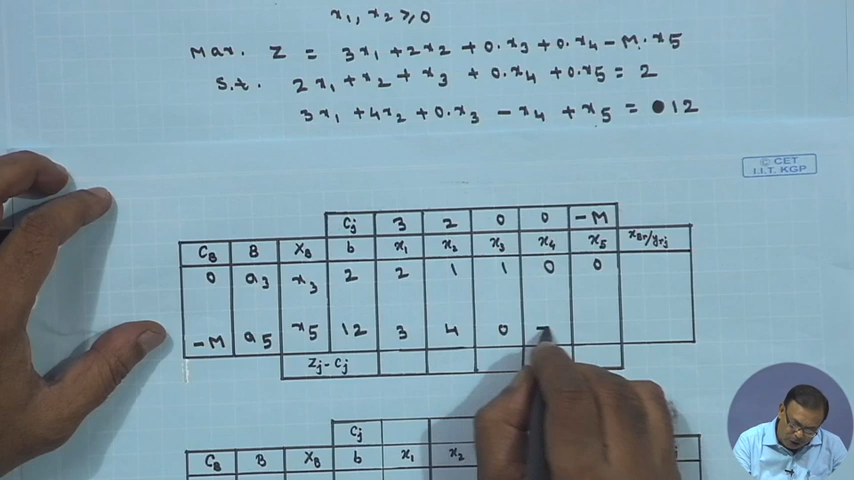 x1, x2 ≥ 0
Max. Z = 3x1 + 2x2 + 0.x3 + 0.x4 - M.x5
S.t. 2x1 + x2 + x3 + 0.x4 + 0.x5 = 2
3x1 + 4x2 + 0.x3 - x4 + x5 = 12
© CET
I.I.T. KGP
Cj 3 2 0 0 -M
CB B XB b x1 x2 x3 x4 x5 xBr/yrj
0 a3 x3 2 2 1 1 0 0
-M a5 x5 12 3 4 0 -
Zj - Cj
Cj
CB B XB b x1 x2